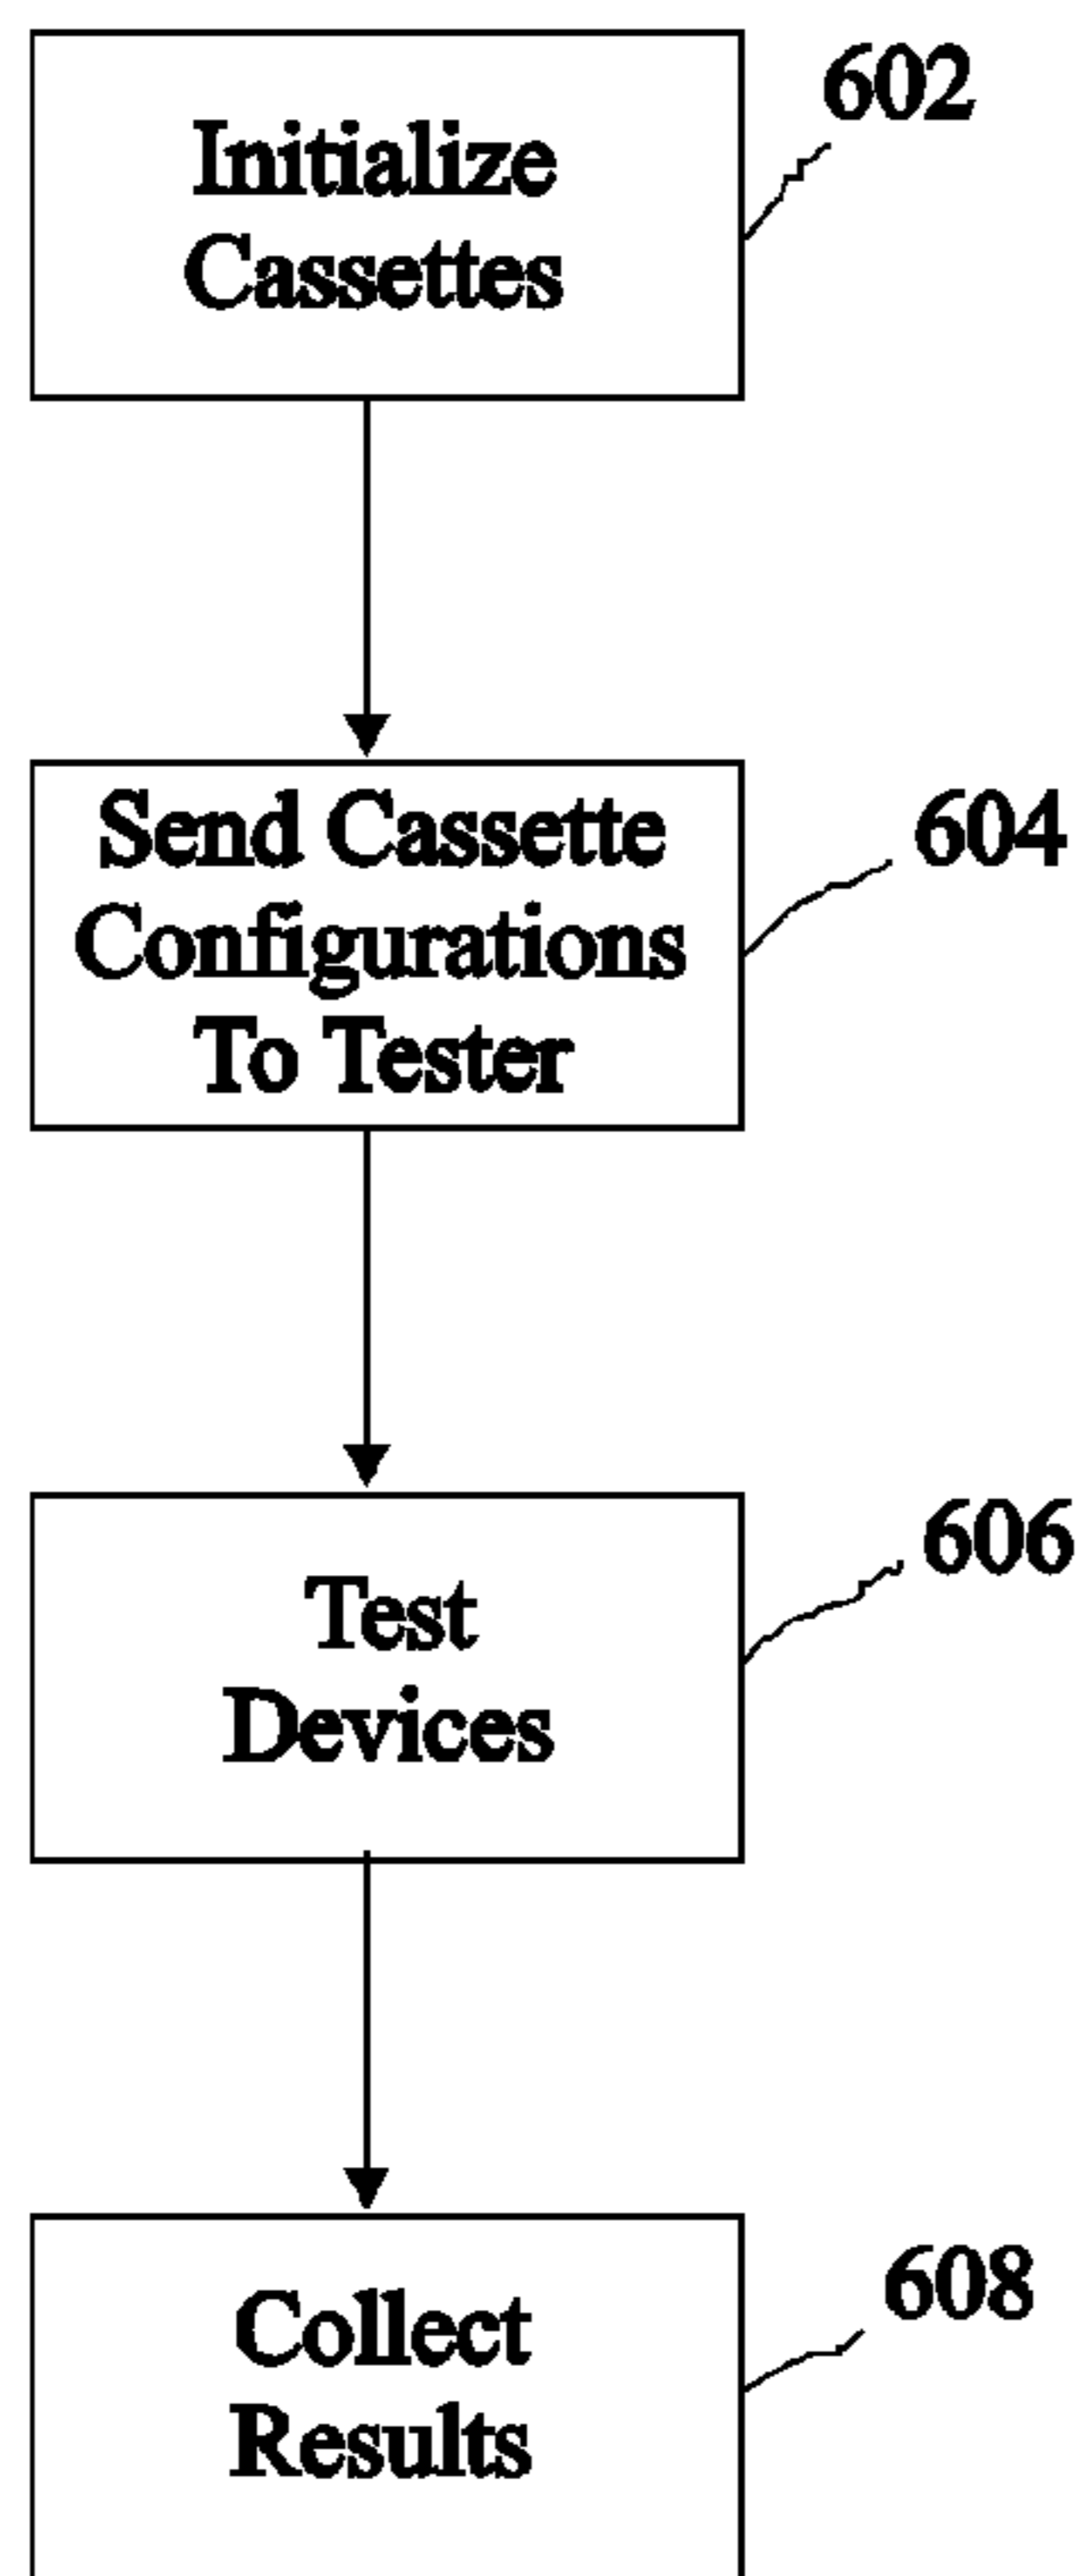 Initialize
Cassettes
602
Send Cassette
Configurations
To Tester
604
Test
Devices
606
Collect
Results
608